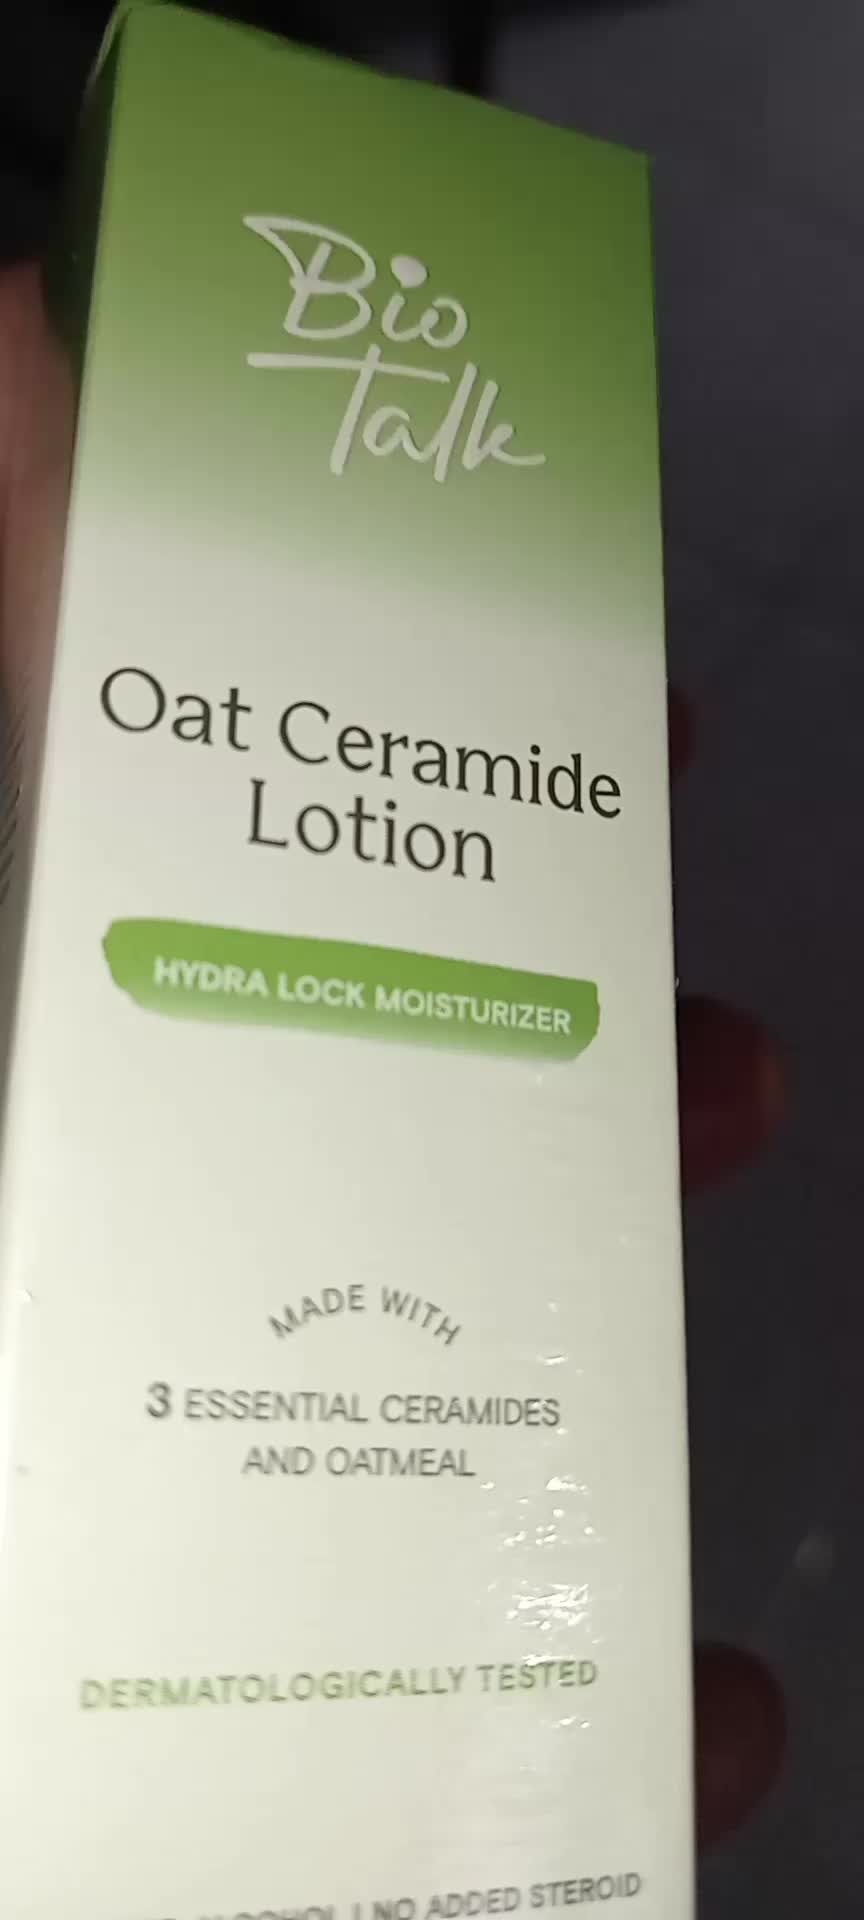 Bio
Talk
Oat Ceramide
Lotion
HYDRA LOCK MOISTURIZER
MADE WITH
3 ESSENTIAL CERAMIDES
AND OATMEAL
DERMATOLOGICALLY TESTED
ALCOHOL | NO ADDED STEROID